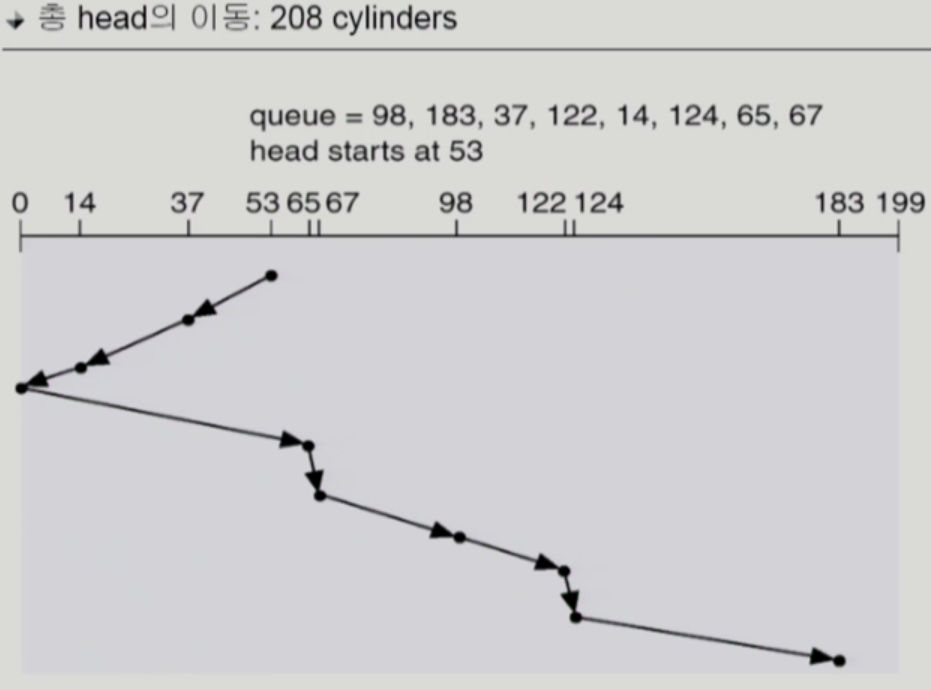 총 head의 이동: 208 cylinders
queue = 98, 183, 37, 122, 14, 124, 65, 67
head starts at 53
0 14 37 53 65 67 98 122 124 183 199